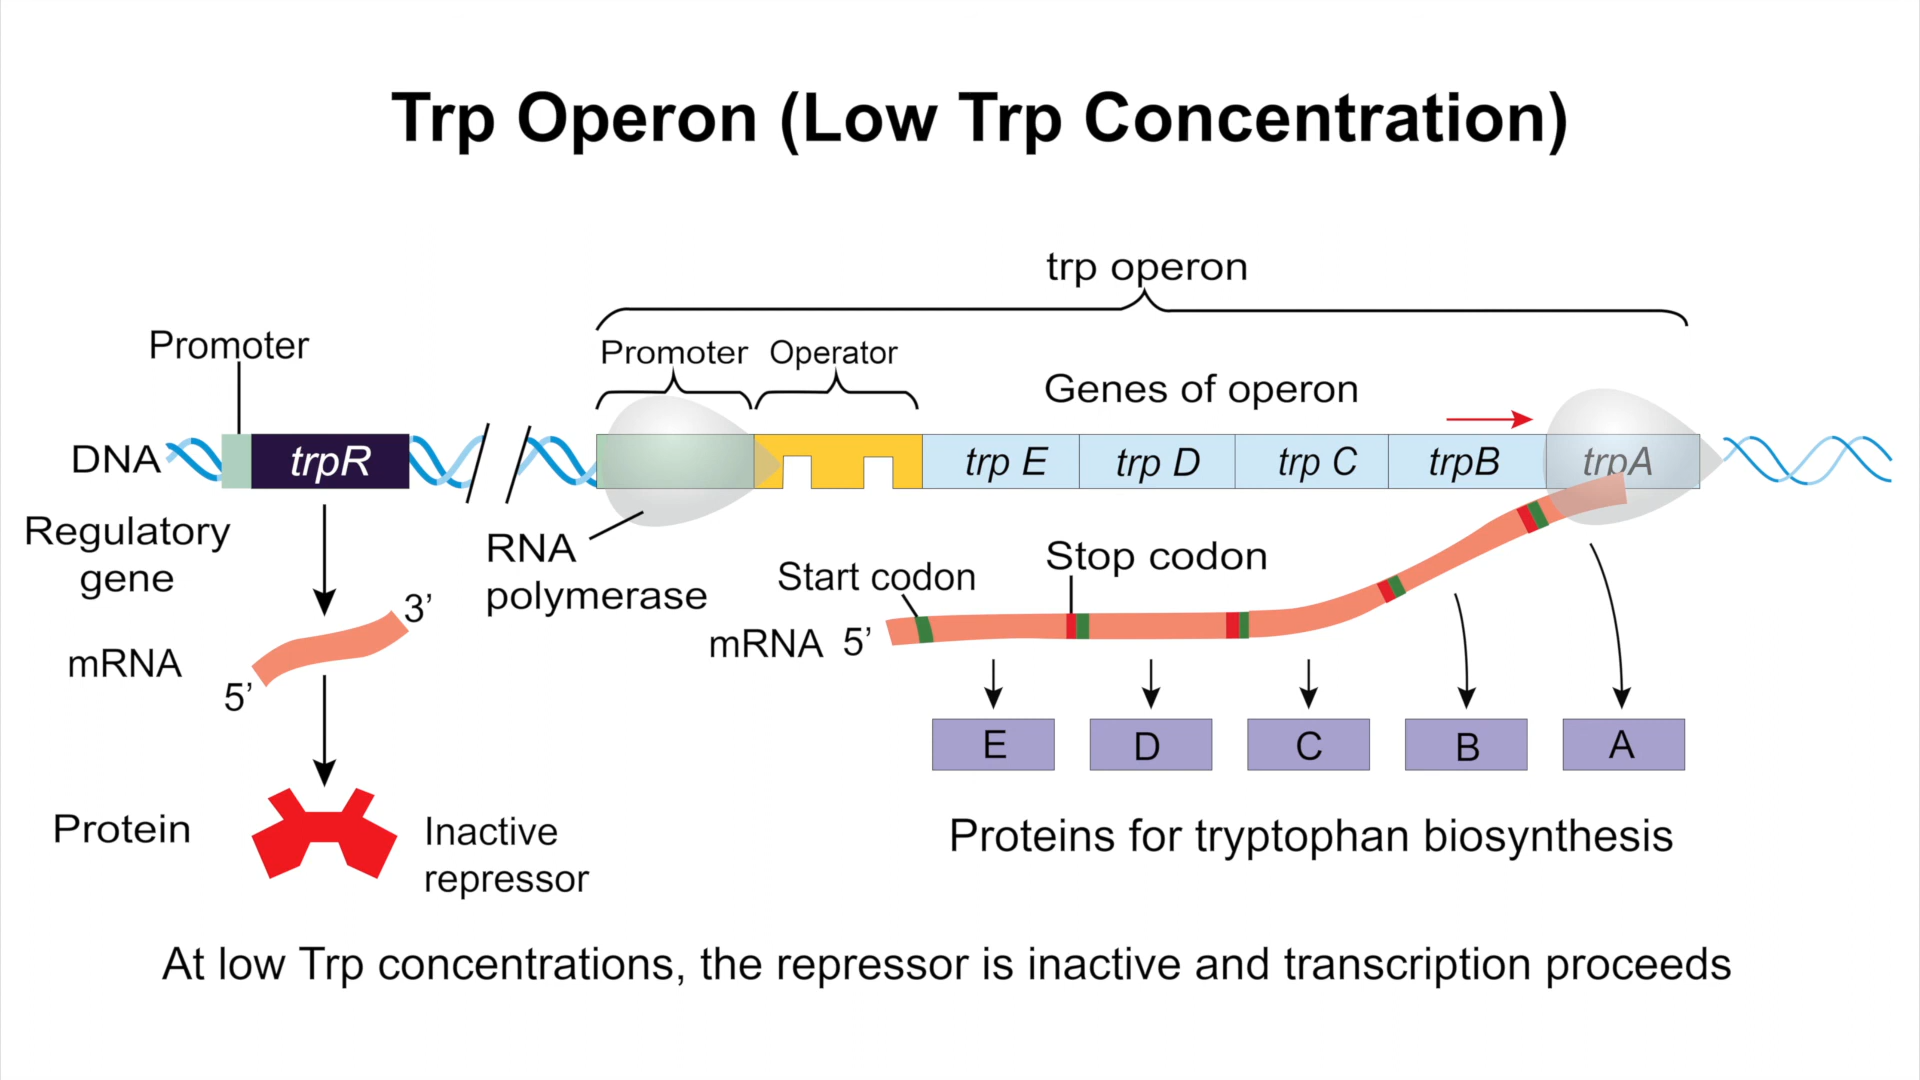 Trp Operon (Low Trp Concentration)
trp operon
Promoter
Promoter
Operator
Genes of operon
DNA
trpR
trp E
trp D
trp C
trpB
trpA
Regulatory
gene
RNA
polymerase
Start codon
Stop codon
3’
mRNA
5’
mRNA 5’
E
D
C
B
A
Protein
Inactive
repressor
Proteins for tryptophan biosynthesis
At low Trp concentrations, the repressor is inactive and transcription proceeds